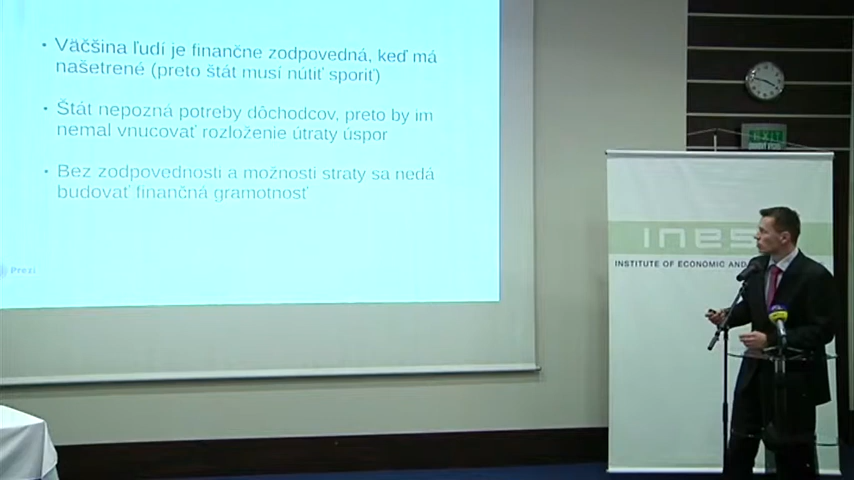 • Väčšina ľudí je finančne zodpovedná, keď má
našetrené (preto štát musí nútiť sporiť)
• Štát nepozná potreby dôchodcov, preto by im
nemal vnucovať rozloženie útraty úspor
• Bez zodpovednosti a možnosti straty sa nedá
budovať finančná gramotnosť
Prezi
EXIT
ines
INSTITUTE OF ECONOMIC AND